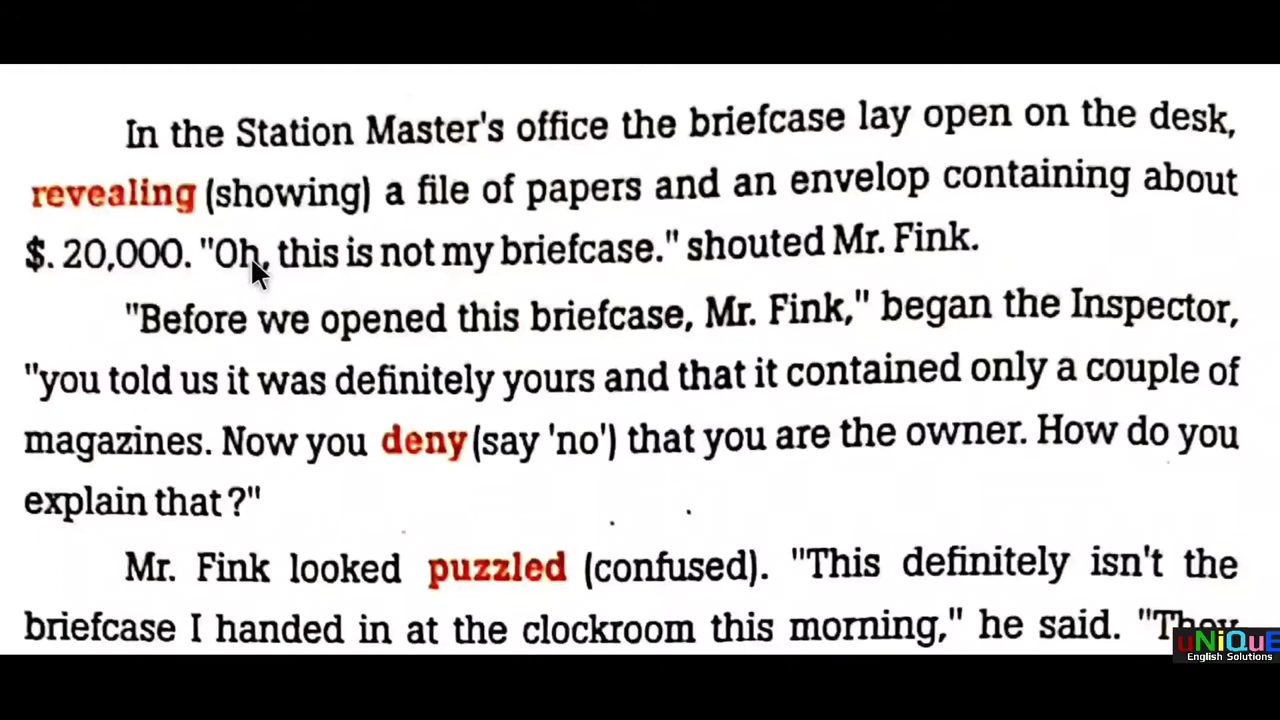 In the Station Master's office the briefcase lay open on the desk,
revealing (showing) a file of papers and an envelop containing about
$. 20,000. "Oh, this is not my briefcase." shouted Mr. Fink.
"Before we opened this briefcase, Mr. Fink," began the Inspector,
"you told us it was definitely yours and that it contained only a couple of
magazines. Now you deny (say 'no') that you are the owner. How do you
explain that ?"
Mr. Fink looked puzzled (confused). "This definitely isn't the
briefcase I handed in at the clockroom this morning," he said. "They
uNiQuE
English Solutions